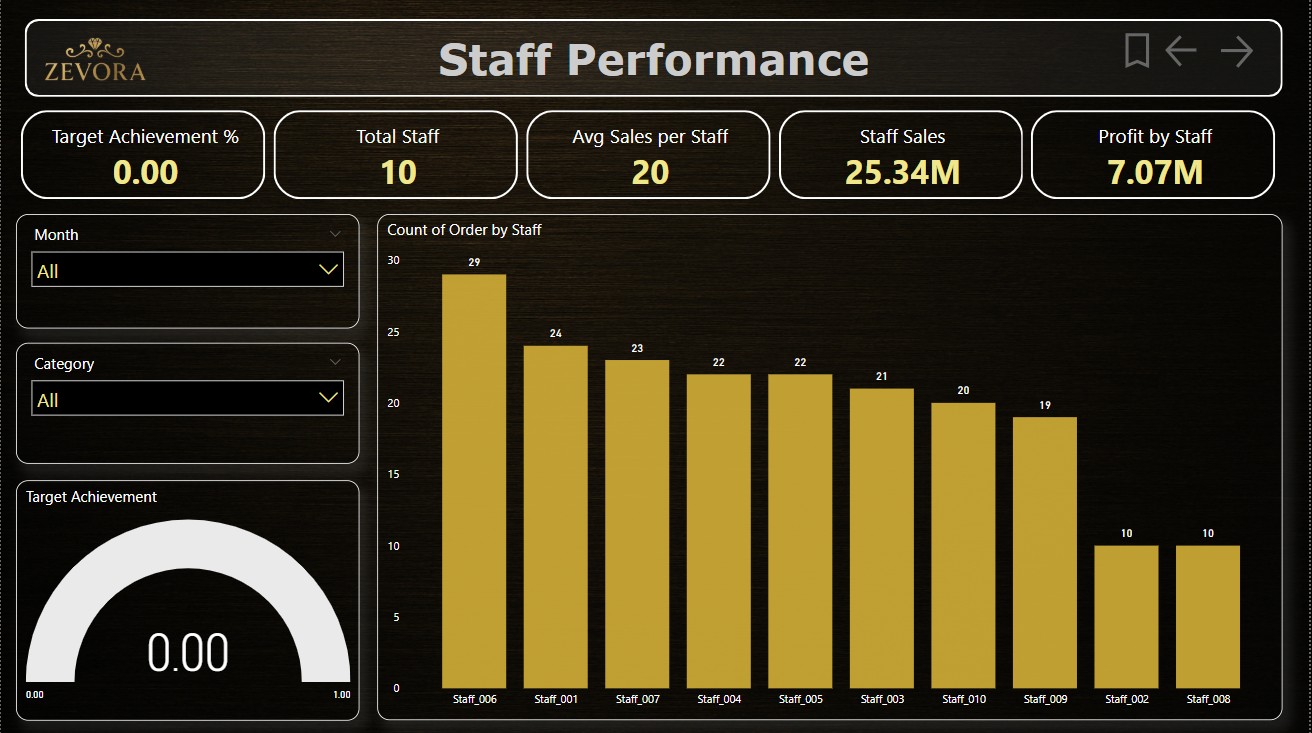 ZEVORA
Staff Performance
Target Achievement %
0.00
Total Staff
10
Avg Sales per Staff
20
Staff Sales
25.34M
Profit by Staff
7.07M
Month
All
Category
All
Target Achievement
0.00
0.00 1.00
Count of Order by Staff
30
25
20
15
10
5
0
29
24
23
22
22
21
20
19
10
10
Staff_006 Staff_001 Staff_007 Staff_004 Staff_005 Staff_003 Staff_010 Staff_009 Staff_002 Staff_008